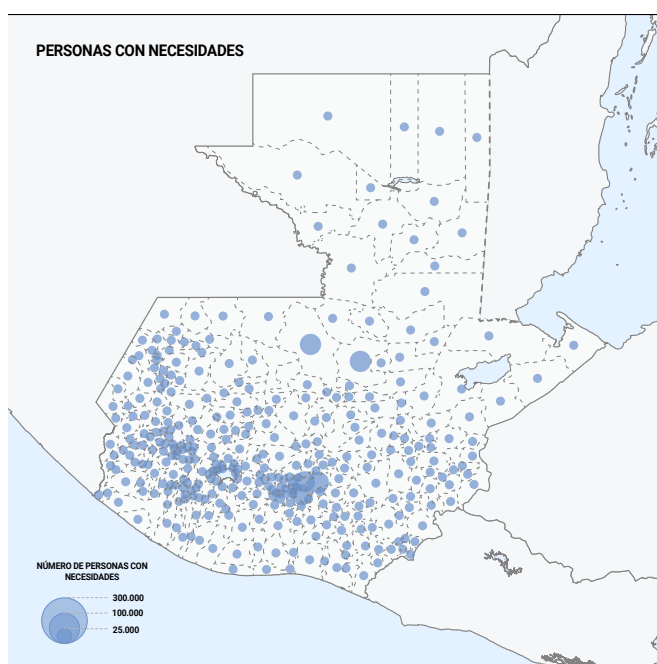 PERSONAS CON NECESIDADES
NÚMERO DE PERSONAS CON
NECESIDADES
300.000
100.000
25.000